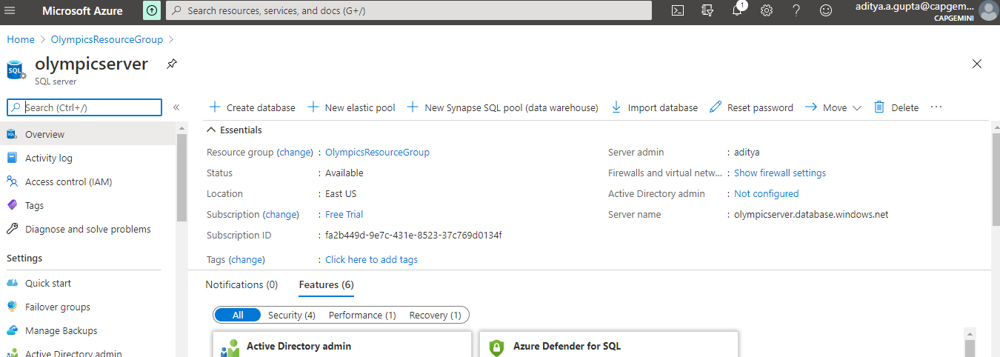 Microsoft Azure
Search resources, services, and docs (G+/)
1
aditya.a.gupta@capgem...
CAPGEMINI
Home > OlympicsResourceGroup >
SQL
olympicserver
SQL server
Search (Ctrl+/)
«
Create database
New elastic pool
New Synapse SQL pool (data warehouse)
Import database
Reset password
Move
Delete
...
Overview
Activity log
Access control (IAM)
Tags
Diagnose and solve problems
Settings
Quick start
Failover groups
Manage Backups
Active Directory admin
Essentials
Resource group (change) : OlympicsResourceGroup
Status : Available
Location : East US
Subscription (change) : Free Trial
Subscription ID : fa2b449d-9e7c-431e-8523-37c769d0134f
Tags (change) : Click here to add tags
Server admin : aditya
Firewalls and virtual netw... : Show firewall settings
Active Directory admin : Not configured
Server name : olympicserver.database.windows.net
Notifications (0) Features (6)
All Security (4) Performance (1) Recovery (1)
Active Directory admin
Azure Defender for SQL